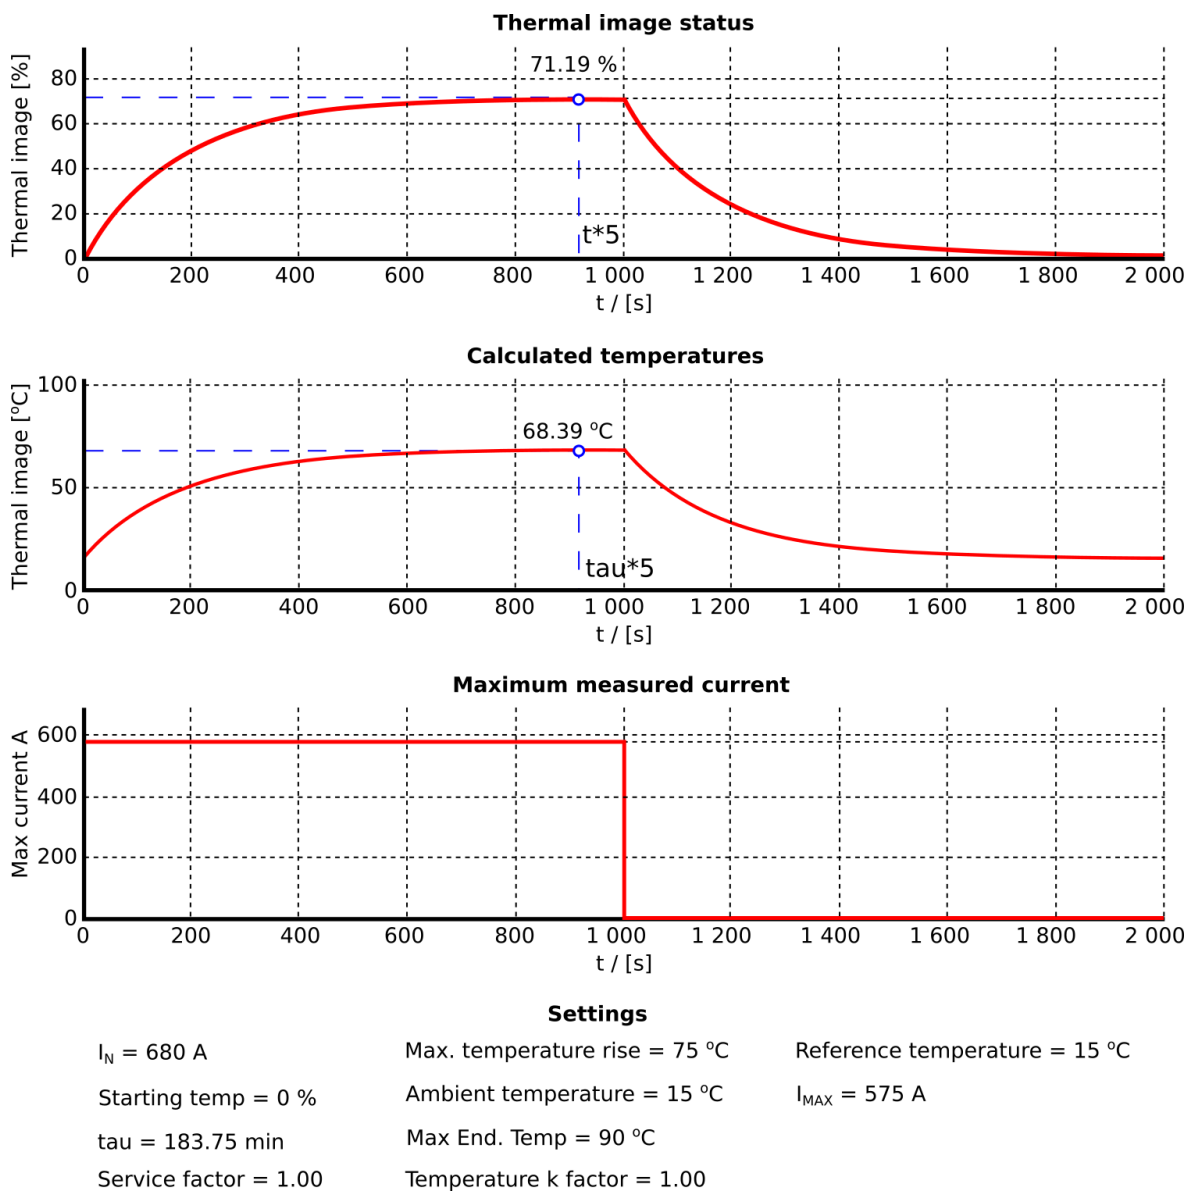 Thermal image status
Thermal image [%]
80
60
40
20
0
71.19 %
t*5
0 200 400 600 800 1 000 1 200 1 400 1 600 1 800 2 000
t / [s]
Calculated temperatures
Thermal image [ºC]
100
50
0
68.39 ºC
tau*5
0 200 400 600 800 1 000 1 200 1 400 1 600 1 800 2 000
t / [s]
Maximum measured current
Max current A
600
400
200
0
0 200 400 600 800 1 000 1 200 1 400 1 600 1 800 2 000
t / [s]
Settings
I_N = 680 A Max. temperature rise = 75 ºC Reference temperature = 15 ºC
Starting temp = 0 % Ambient temperature = 15 ºC I_MAX = 575 A
tau = 183.75 min Max End. Temp = 90 ºC
Service factor = 1.00 Temperature k factor = 1.00